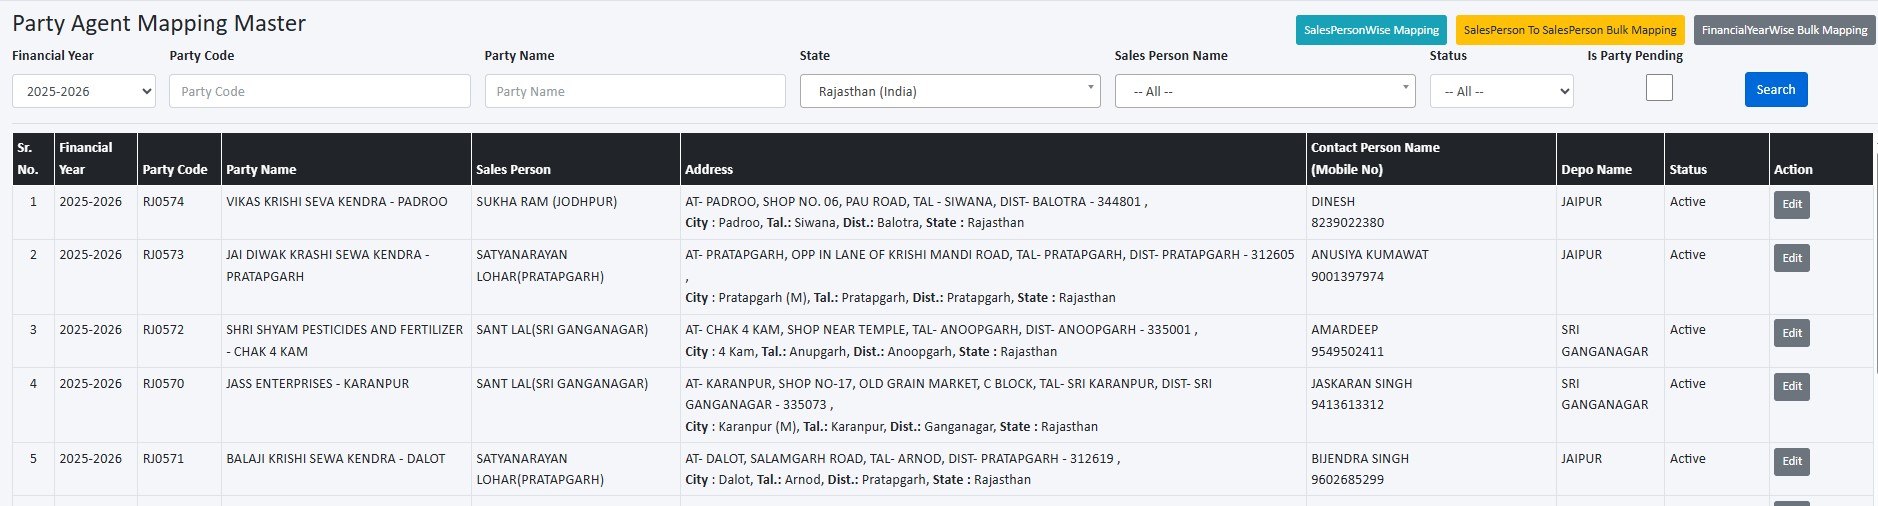 Party Agent Mapping Master
SalesPersonWise Mapping
SalesPerson To SalesPerson Bulk Mapping
FinancialYearWise Bulk Mapping
Financial Year
Party Code
Party Name
State
Sales Person Name
Status
Is Party Pending
2025-2026
Party Code
Party Name
Rajasthan (India)
-- All --
-- All --
Search
Sr. No.
Financial Year
Party Code
Party Name
Sales Person
Address
Contact Person Name
(Mobile No)
Depo Name
Status
Action
1
2025-2026
RJ0574
VIKAS KRISHI SEVA KENDRA - PADROO
SUKHA RAM (JODHPUR)
AT- PADROO, SHOP NO. 06, PAU ROAD, TAL - SIWANA, DIST- BALOTRA - 344801 ,
City : Padroo, Tal.: Siwana, Dist.: Balotra, State : Rajasthan
DINESH
8239022380
JAIPUR
Active
Edit
2
2025-2026
RJ0573
JAI DIWAK KRASHI SEWA KENDRA -
PRATAPGARH
SATYANARAYAN
LOHAR(PRATAPGARH)
AT- PRATAPGARH, OPP IN LANE OF KRISHI MANDI ROAD, TAL- PRATAPGARH, DIST- PRATAPGARH - 312605
,
City : Pratapgarh (M), Tal.: Pratapgarh, Dist.: Pratapgarh, State : Rajasthan
ANUSIYA KUMAWAT
9001397974
JAIPUR
Active
Edit
3
2025-2026
RJ0572
SHRI SHYAM PESTICIDES AND FERTILIZER
- CHAK 4 KAM
SANT LAL(SRI GANGANAGAR)
AT- CHAK 4 KAM, SHOP NEAR TEMPLE, TAL- ANOOPGARH, DIST- ANOOPGARH - 335001 ,
City : 4 Kam, Tal.: Anupgarh, Dist.: Anoopgarh, State : Rajasthan
AMARDEEP
9549502411
SRI
GANGANAGAR
Active
Edit
4
2025-2026
RJ0570
JASS ENTERPRISES - KARANPUR
SANT LAL(SRI GANGANAGAR)
AT- KARANPUR, SHOP NO-17, OLD GRAIN MARKET, C BLOCK, TAL- SRI KARANPUR, DIST- SRI
GANGANAGAR - 335073 ,
City : Karanpur (M), Tal.: Karanpur, Dist.: Ganganagar, State : Rajasthan
JASKARAN SINGH
9413613312
SRI
GANGANAGAR
Active
Edit
5
2025-2026
RJ0571
BALAJI KRISHI SEWA KENDRA - DALOT
SATYANARAYAN
LOHAR(PRATAPGARH)
AT- DALOT, SALAMGARH ROAD, TAL- ARNOD, DIST- PRATAPGARH - 312619 ,
City : Dalot, Tal.: Arnod, Dist.: Pratapgarh, State : Rajasthan
BIJENDRA SINGH
9602685299
JAIPUR
Active
Edit